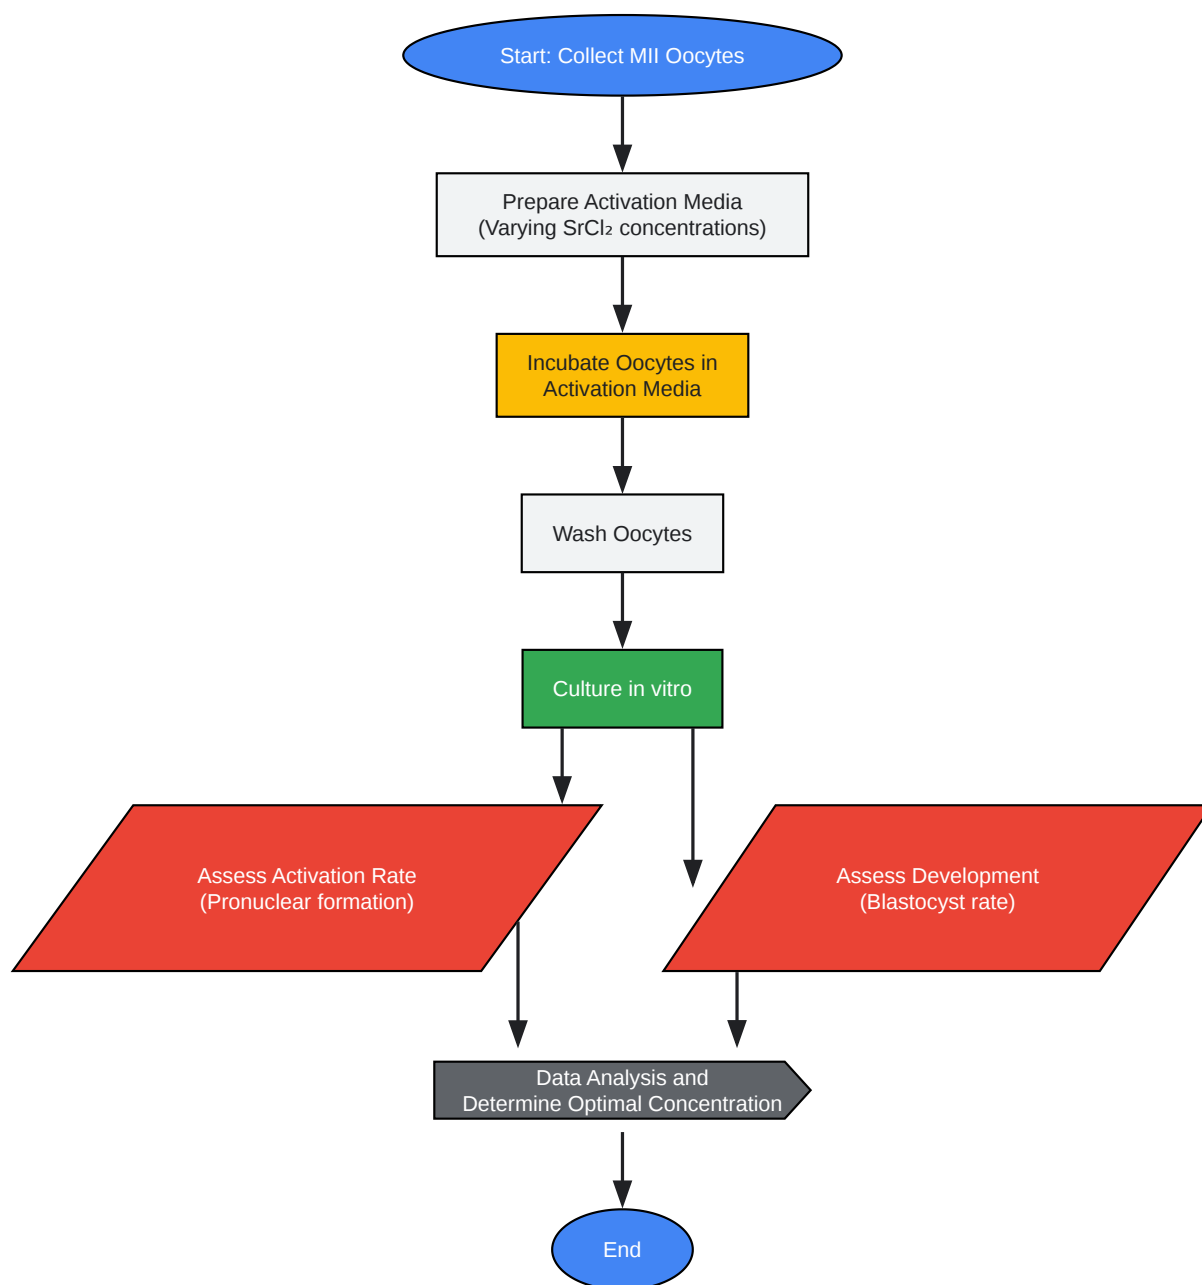 Start: Collect MII Oocytes
Prepare Activation Media
(Varying SrCl₂ concentrations)
Incubate Oocytes in
Activation Media
Wash Oocytes
Culture in vitro
Assess Activation Rate
(Pronuclear formation)
Assess Development
(Blastocyst rate)
Data Analysis and
Determine Optimal Concentration
End